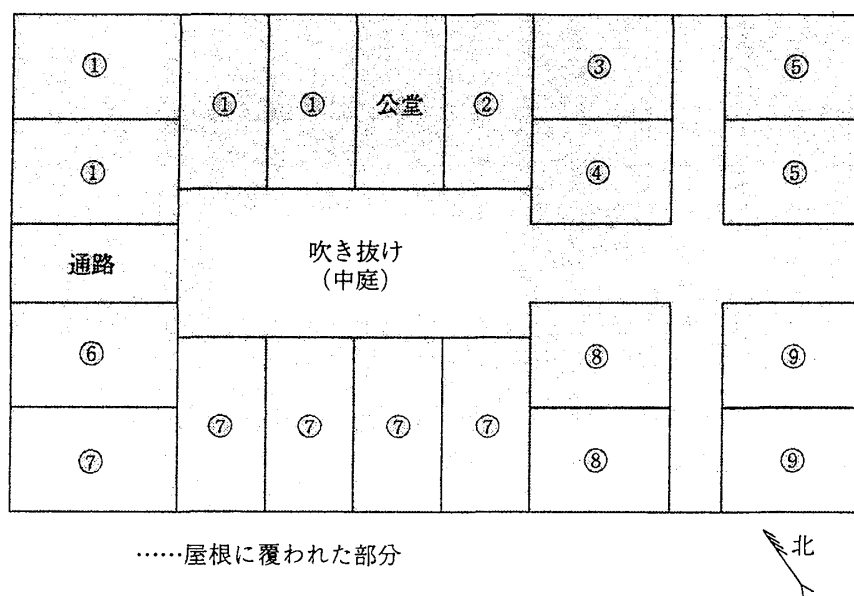 ① ① ① 公堂 ② ③ ⑤
① ④ ⑤
通路 吹き抜け
(中庭)
⑥ ⑦ ⑦ ⑦ ⑦ ⑧ ⑨
⑦ ⑧ ⑨
……屋根に覆われた部分
北